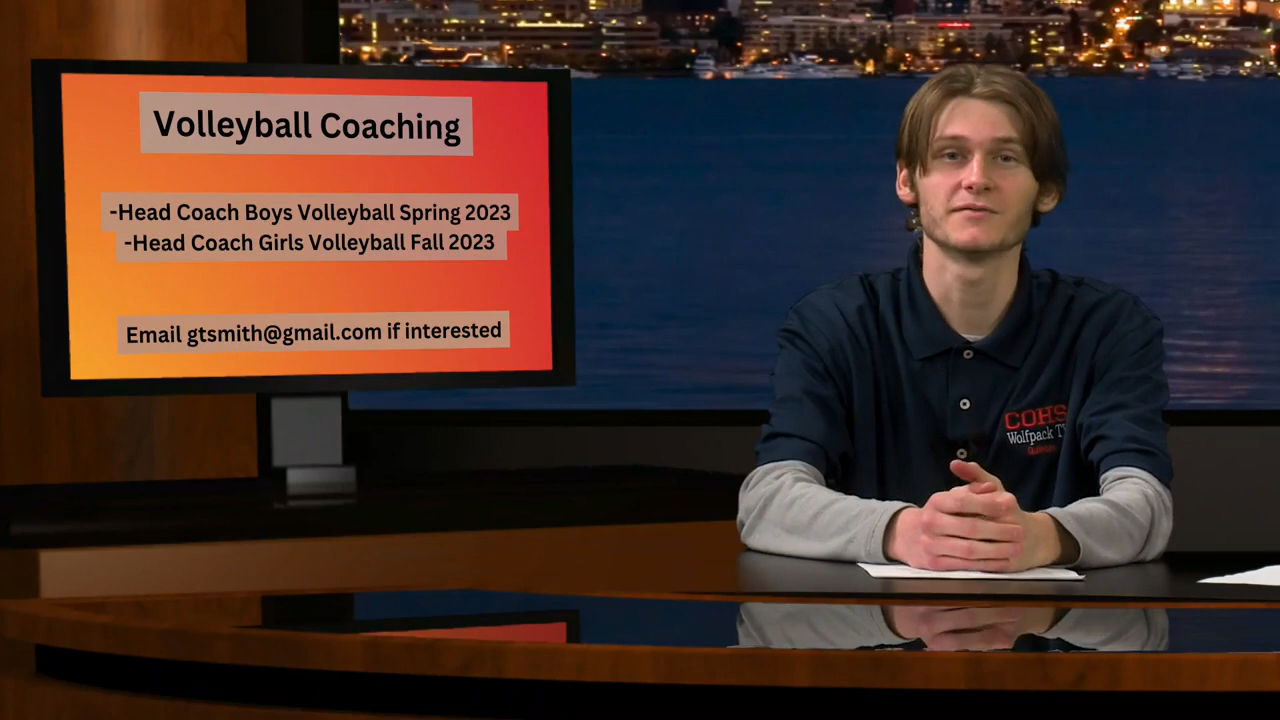 Volleyball Coaching
-Head Coach Boys Volleyball Spring 2023
-Head Coach Girls Volleyball Fall 2023
Email gtsmith@gmail.com if interested
COHS
Wolfpack TV